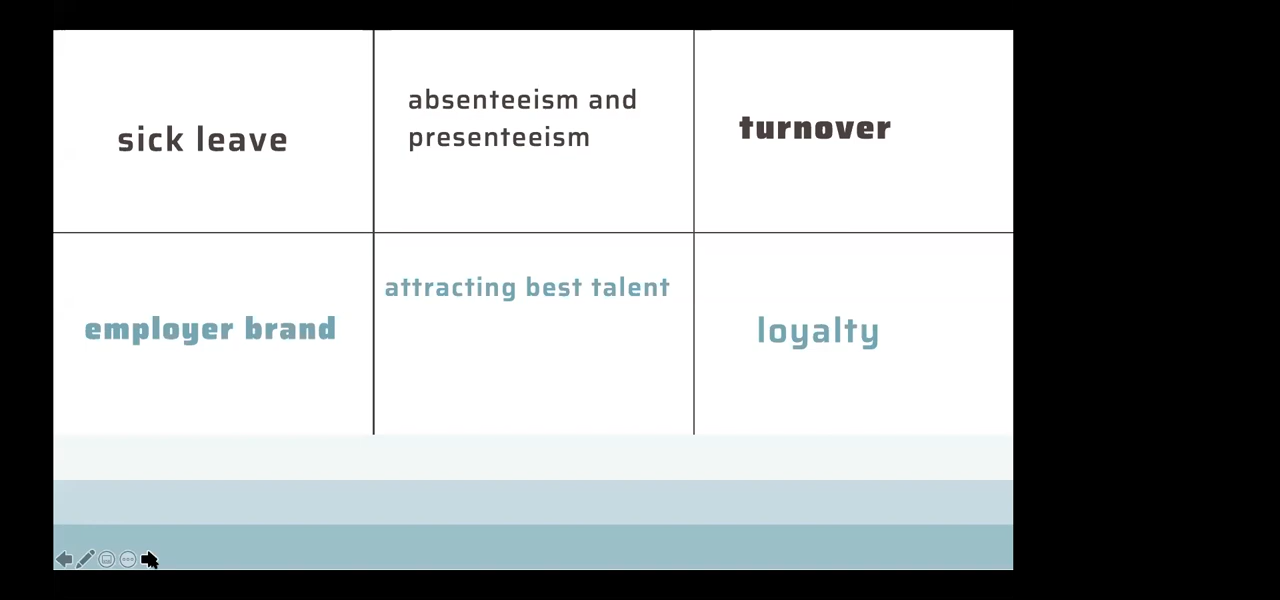 sick leave
absenteeism and
presenteeism
turnover
employer brand
attracting best talent
loyalty